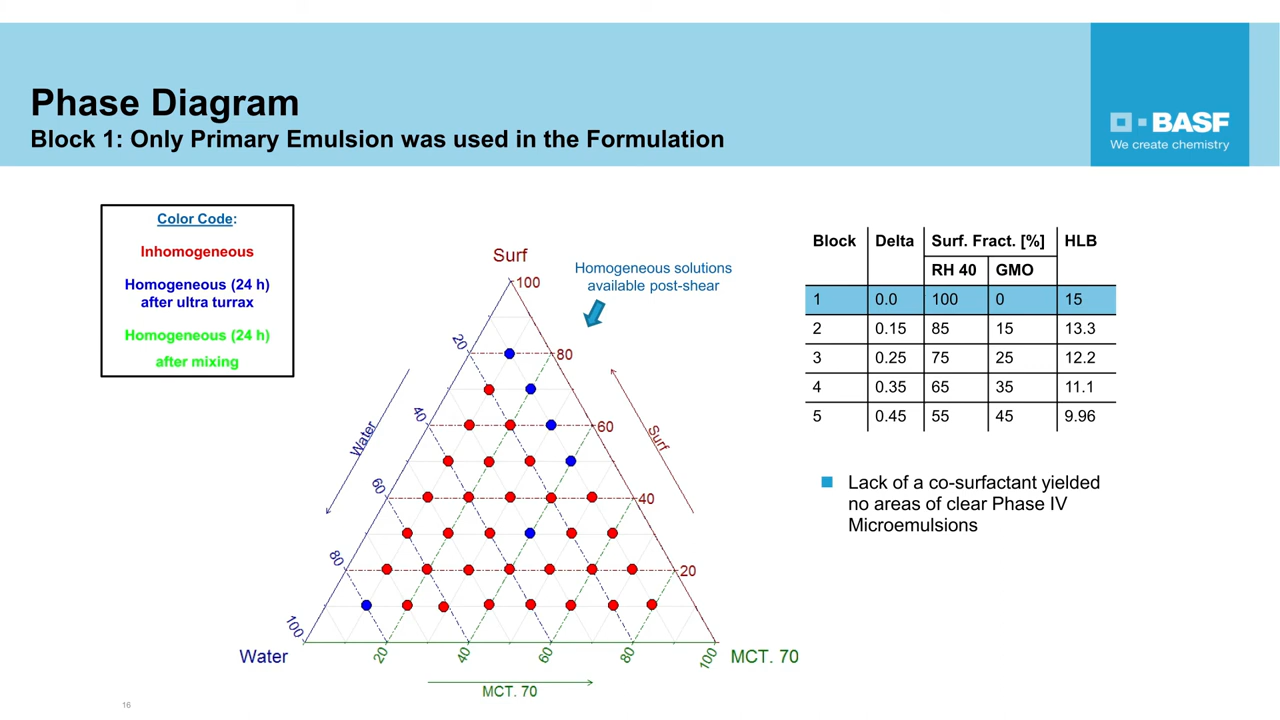 Phase Diagram
Block 1: Only Primary Emulsion was used in the Formulation
BASF
We create chemistry
Color Code:
Inhomogeneous
Homogeneous (24 h)
after ultra turrax
Homogeneous (24 h)
after mixing
Surf
Homogeneous solutions
available post-shear
100
80
60
40
20
20
40
60
80
100
Water
Surf
Water
20
40
60
80
100
MCT. 70
MCT. 70
Block Delta Surf. Fract. [%] HLB
RH 40 GMO
1 0.0 100 0 15
2 0.15 85 15 13.3
3 0.25 75 25 12.2
4 0.35 65 35 11.1
5 0.45 55 45 9.96
Lack of a co-surfactant yielded
no areas of clear Phase IV
Microemulsions
16